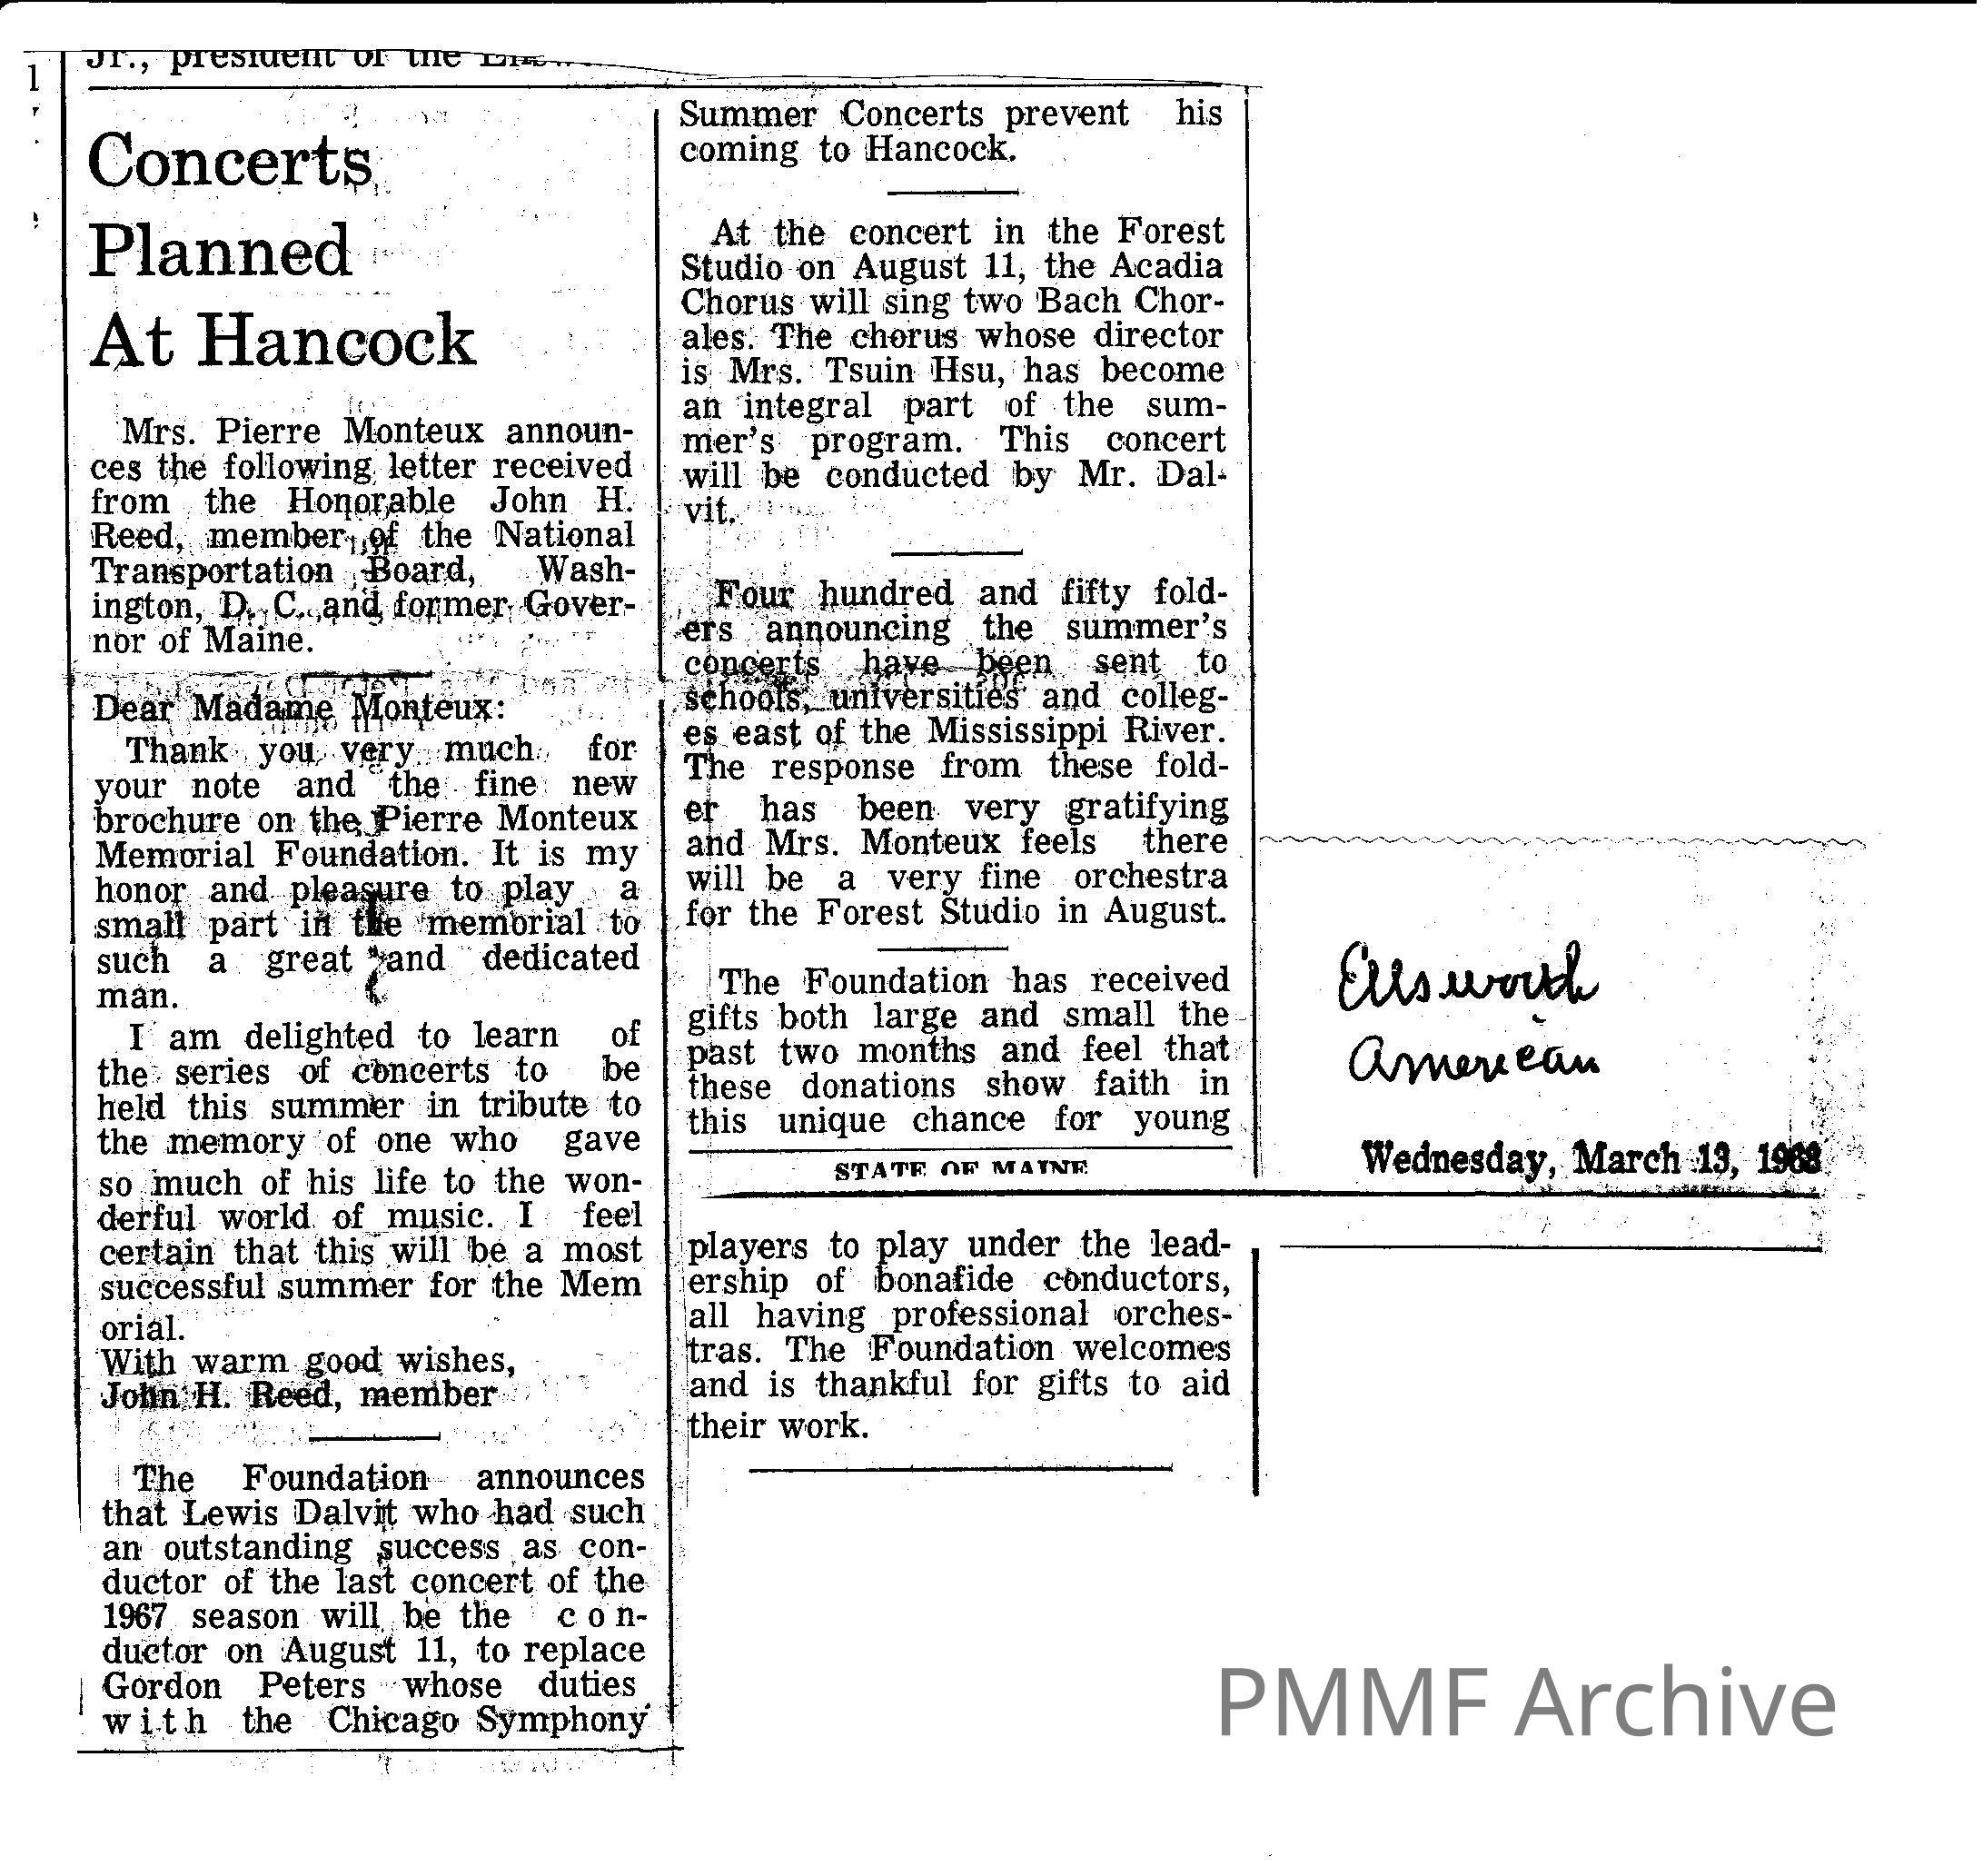 Jr., president of the
Concerts
Planned
At Hancock
Mrs. Pierre Monteux announ-
ces the following letter received
from the Honorable John H.
Reed, member of the National
Transportation Board, Wash-
ington, D. C. and former Gover-
nor of Maine.
Dear Madame Monteux:
Thank you very much for
your note and the fine new
brochure on the Pierre Monteux
Memorial Foundation. It is my
honor and pleasure to play a
small part in the memorial to
such a great and dedicated
man.
I am delighted to learn of
the series of concerts to be
held this summer in tribute to
the memory of one who gave
so much of his life to the won-
derful world of music. I feel
certain that this will be a most
successful summer for the Mem
orial.
With warm good wishes,
John H. Reed, member
The Foundation announces
that Lewis Dalvit who had such
an outstanding success as con-
ductor of the last concert of the
1967 season will be the con-
ductor on August 11, to replace
Gordon Peters whose duties
with the Chicago Symphony
Summer Concerts prevent his
coming to Hancock.
At the concert in the Forest
Studio on August 11, the Acadia
Chorus will sing two Bach Chor-
ales. The chorus whose director
is Mrs. Tsuin Hsu, has become
an integral part of the sum-
mer's program. This concert
will be conducted by Mr. Dal-
vit.
Four hundred and fifty fold-
ers announcing the summer's
concerts have been sent to
schools, universities and colleg-
es east of the Mississippi River.
The response from these fold-
er has been very gratifying
and Mrs. Monteux feels there
will be a very fine orchestra
for the Forest Studio in August.
The Foundation has received
gifts both large and small the
past two months and feel that
these donations show faith in
this unique chance for young
STATE OF MAINE
players to play under the lead-
ership of bonafide conductors,
all having professional orches-
tras. The Foundation welcomes
and is thankful for gifts to aid
their work.
Ellsworth
American
Wednesday, March 13, 1968
PMMF Archive